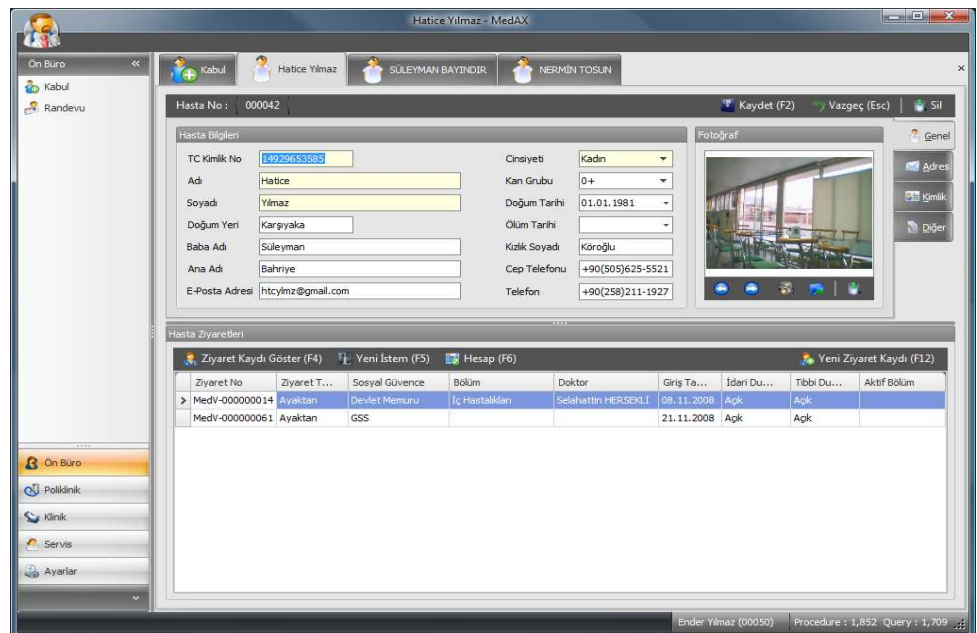 Hatice Yılmaz - MedAX
Ön Büro «
Kabul
Randevu
Kabul Hatice Yılmaz SÜLEYMAN BAYINDIR NERMİN TOSUN
Hasta No : 000042 Kaydet (F2) Vazgeç (Esc) Sil
Hasta Bilgileri
TC Kimlik No 14929653585
Adı Hatice
Soyadı Yılmaz
Doğum Yeri Karşıyaka
Baba Adı Süleyman
Ana Adı Bahriye
E-Posta Adresi htcylmz@gmail.com
Cinsiyeti Kadın
Kan Grubu 0+
Doğum Tarihi 01.01.1981
Ölüm Tarihi
Kızlık Soyadı Köroğlu
Cep Telefonu +90(505)625-5521
Telefon +90(258)211-1927
Fotoğraf
Genel
Adres
Kimlik
Diğer
Hasta Ziyaretleri
Ziyaret Kaydı Göster (F4) Yeni İstem (F5) Hesap (F6) Yeni Ziyaret Kaydı (F12)
Ziyaret No Ziyaret T... Sosyal Güvence Bölüm Doktor Giriş Ta... İdari Du... Tıbbi Du... Aktif Bölüm
MedV-000000014 Ayaktan Devlet Memuru İç Hastalıkları Selahattin HERSEKLİ 08.11.2008 Açık Açık
MedV-000000061 Ayaktan GSS 21.11.2008 Açık Açık
Ön Büro
Poliklinik
Klinik
Servis
Ayarlar
Ender Yılmaz (00050) Procedure : 1,852 Query : 1,709